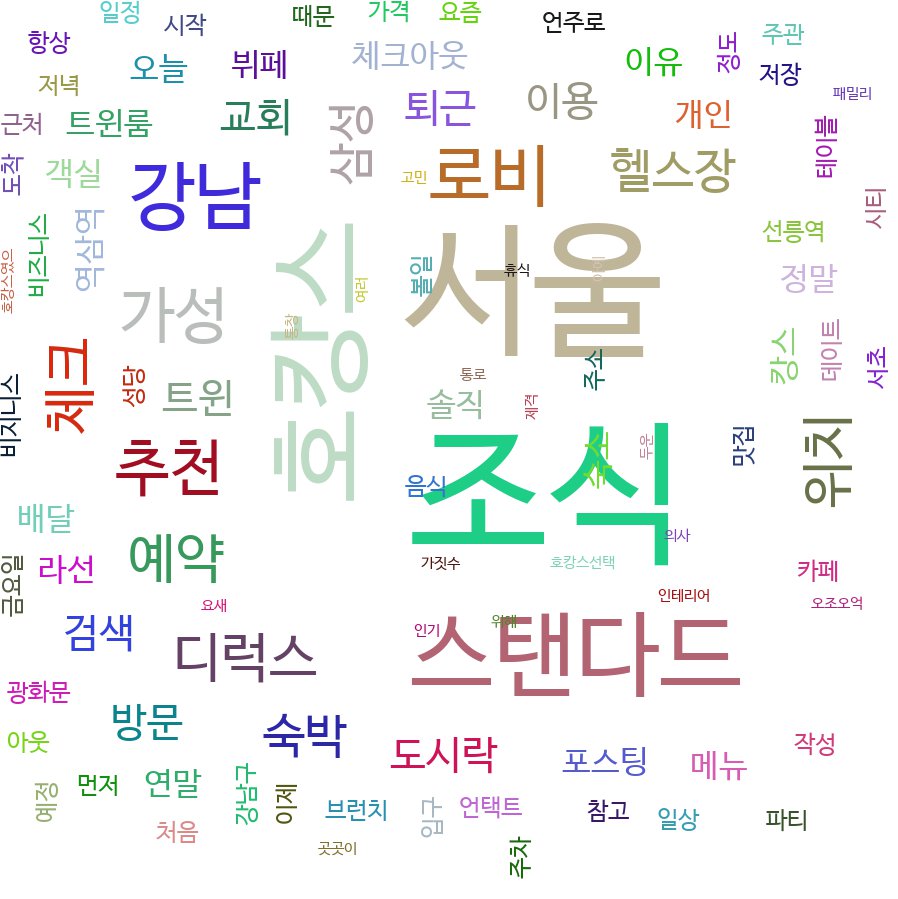 일정
시작
때문
가격
요즘
언주로
주관
항상
오늘
뷔페
체크아웃
이유
정도
저장
저녁
패밀리
근처
트윈룸
교회
삼성
퇴근
이용
개인
테이블
도착
객실
강남
고민
로비
헬스장
시티
비즈니스
역삼역
호캉스
서울
선릉역
호캉스였으
가성
여러
볼일
휴식
정말
통창
체크
성당
트윈
통로
주소
캉스
데이트
서초
비지니스
솔직
제격
추천
조식
숙소
두운
맛집
위치
음식
배달
의사
금요일
라선
예약
가짓수
호캉스선택
카페
요새
인테리어
오조오억
검색
디럭스
인기
위해
스탠다드
광화문
방문
숙박
아웃
도시락
포스팅
메뉴
작성
예정
먼저
연말
강남구
이제
브런치
입구
언택트
참고
일상
파티
처음
곳곳이
주차